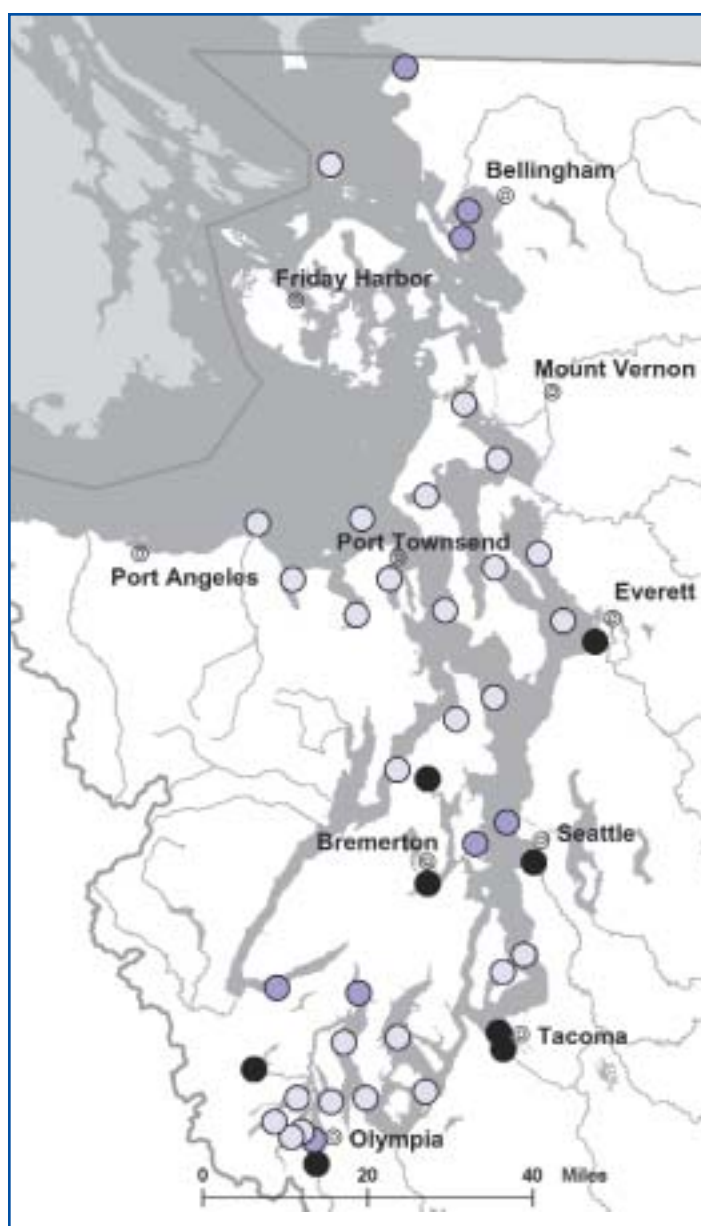 Bellingham
Friday Harbor
Mount Vernon
Port Townsend
Port Angeles
Everett
Bremerton
Seattle
Tacoma
Olympia
0 20 40 Miles